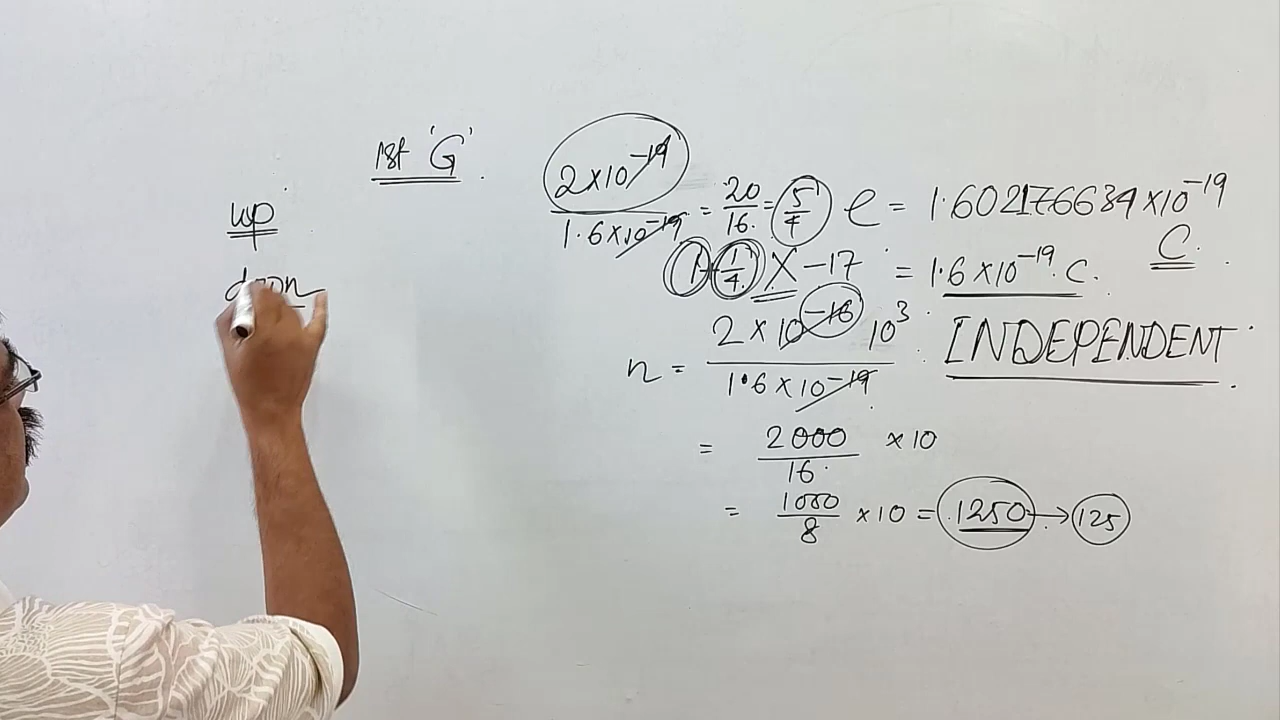 1st 'G'
up
down
2×10^-19 / 1.6×10^-19 = 20/16 = 5/4
e = 1.602176634×10^-19 C
1 + 1/4 X -17
= 1.6×10^-19 C.
n = 2×10^-16 10^3 / 1.6×10^-19
INDEPENDENT
= 2000/16 ×10
= 1000/8 ×10 = 1250 → 125